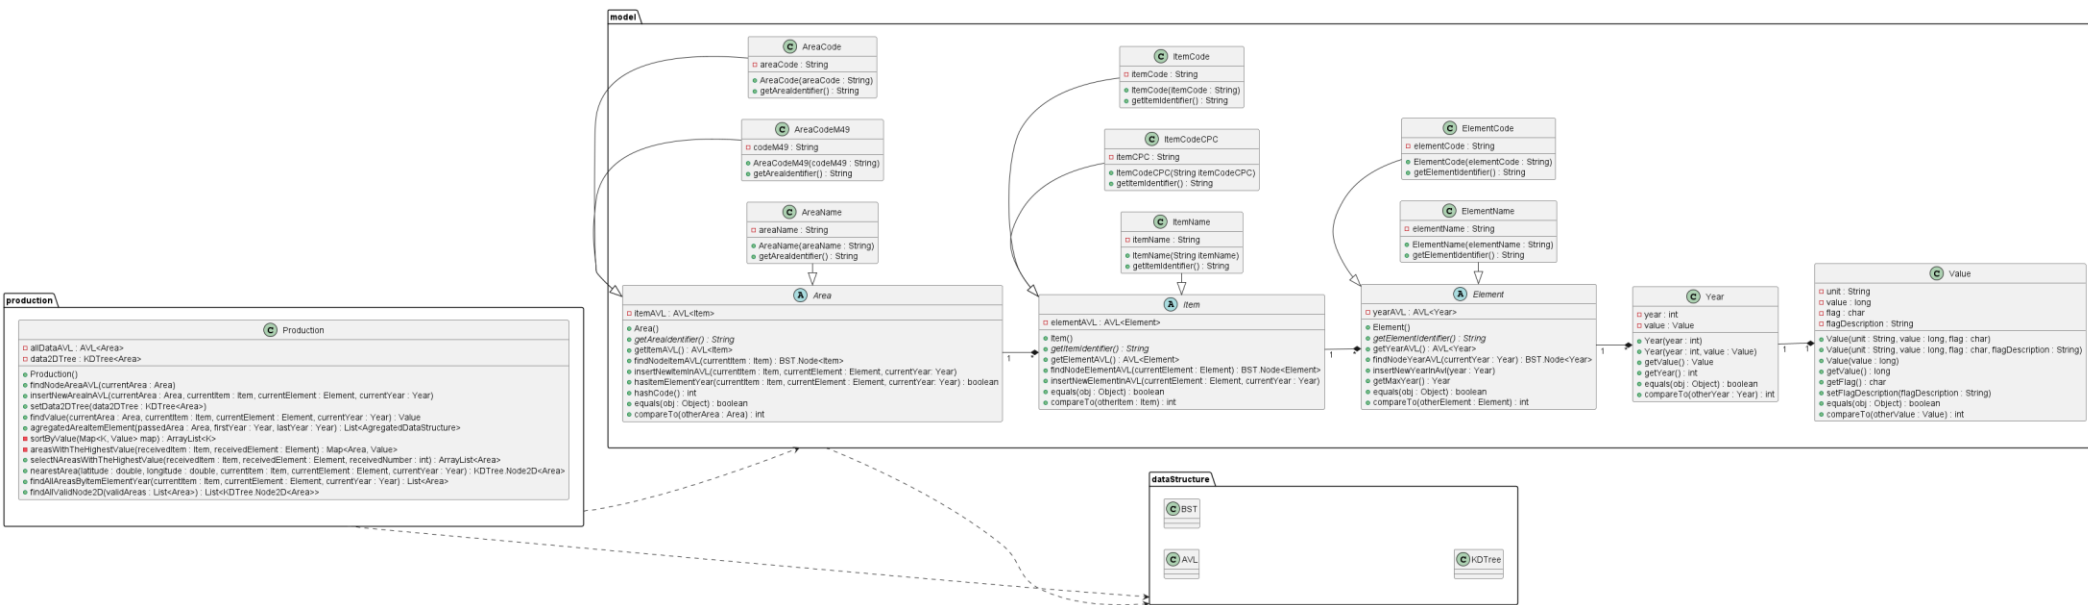 model
C AreaCode
areaCode : String
AreaCode(areaCode : String)
getAreaIdentifier() : String
C AreaCodeM49
codeM49 : String
AreaCodeM49(codeM49 : String)
getAreaIdentifier() : String
C AreaName
areaName : String
AreaName(areaName : String)
getAreaIdentifier() : String
C ItemCode
itemCode : String
ItemCode(itemCode : String)
getItemIdentifier() : String
C ItemCodeCPC
itemCPC : String
ItemCodeCPC(String itemCodeCPC)
getItemIdentifier() : String
C ItemName
itemName : String
ItemName(String itemName)
getItemIdentifier() : String
C ElementCode
elementCode : String
ElementCode(elementCode : String)
getElementIdentifier() : String
C ElementName
elementName : String
ElementName(elementName : String)
getElementIdentifier() : String
production
C Production
allDataAVL : AVL<Area>
data2DTree : KDTree<Area>
Production()
findNodeAreaAVL(currentArea : Area)
insertNewAreaInAVL(currentArea : Area, currentItem : Item, currentElement : Element, currentYear : Year)
setData2DTree(data2DTree : KDTree<Area>)
findValue(currentArea : Area, currentItem : Item, currentElement : Element, currentYear : Year) : Value
agregatedAreaItemElement(passedArea : Area, firstYear : Year, lastYear : Year) : List<AgregatedDataStructure>
sortByValue(Map<K, Value> map) : ArrayList<K>
areasWithTheHighestValue(receivedItem : Item, receivedElement : Element) : Map<Area, Value>
selectNAreasWithTheHighestValue(receivedItem : Item, receivedElement : Element, receivedNumber : int) : ArrayList<Area>
nearestArea(latitude : double, longitude : double, currentItem : Item, currentElement : Element, currentYear : Year) : KDTree.Node2D<Area>
findAllAreasByItemElementYear(currentItem : Item, currentElement : Element, currentYear : Year) : List<Area>
findAllValidNode2D(validAreas : List<Area>) : List<KDTree.Node2D<Area>>
A Area
itemAVL : AVL<Item>
Area()
getAreaIdentifier() : String
getItemAVL() : AVL<Item>
findNodeItemAVL(currentItem : Item) : BST.Node<Item>
insertNewItemInAVL(currentItem : Item, currentElement : Element, currentYear: Year)
hasItemElementYear(currentItem : Item, currentElement : Element, currentYear: Year) : boolean
hashCode() : int
equals(obj : Object) : boolean
compareTo(otherArea : Area) : int
1
*
A Item
elementAVL : AVL<Element>
Item()
getItemIdentifier() : String
getElementAVL() : AVL<Element>
findNodeElementAVL(currentElement : Element) : BST.Node<Element>
insertNewElementInAVL(currentElement : Element, currentYear : Year)
equals(obj : Object) : boolean
compareTo(otherItem : Item) : int
1
*
A Element
yearAVL : AVL<Year>
Element()
getElementIdentifier() : String
getYearAVL() : AVL<Year>
findNodeYearAVL(currentYear : Year) : BST.Node<Year>
insertNewYearInAvl(year : Year)
getMaxYear() : Year
equals(obj : Object) : boolean
compareTo(otherElement : Element) : int
1
*
C Year
year : int
value : Value
Year(year : int)
Year(year : int, value : Value)
getValue() : Value
getYear() : int
equals(obj : Object) : boolean
compareTo(otherYear : Year) : int
1
1
C Value
unit : String
value : long
flag : char
flagDescription : String
Value(unit : String, value : long, flag : char)
Value(unit : String, value : long, flag : char, flagDescription : String)
Value(value : long)
getValue() : long
getFlag() : char
setFlagDescription(flagDescription : String)
equals(obj : Object) : boolean
compareTo(otherValue : Value) : int
dataStructure
C BST
C AVL
C KDTree